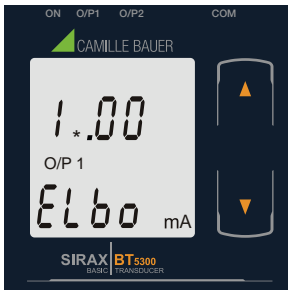 ON O/P1 O/P2 COM
CAMILLE BAUER
1*.00
O/P 1
ELbo mA
SIRAX BT5300
BASIC TRANSDUCER